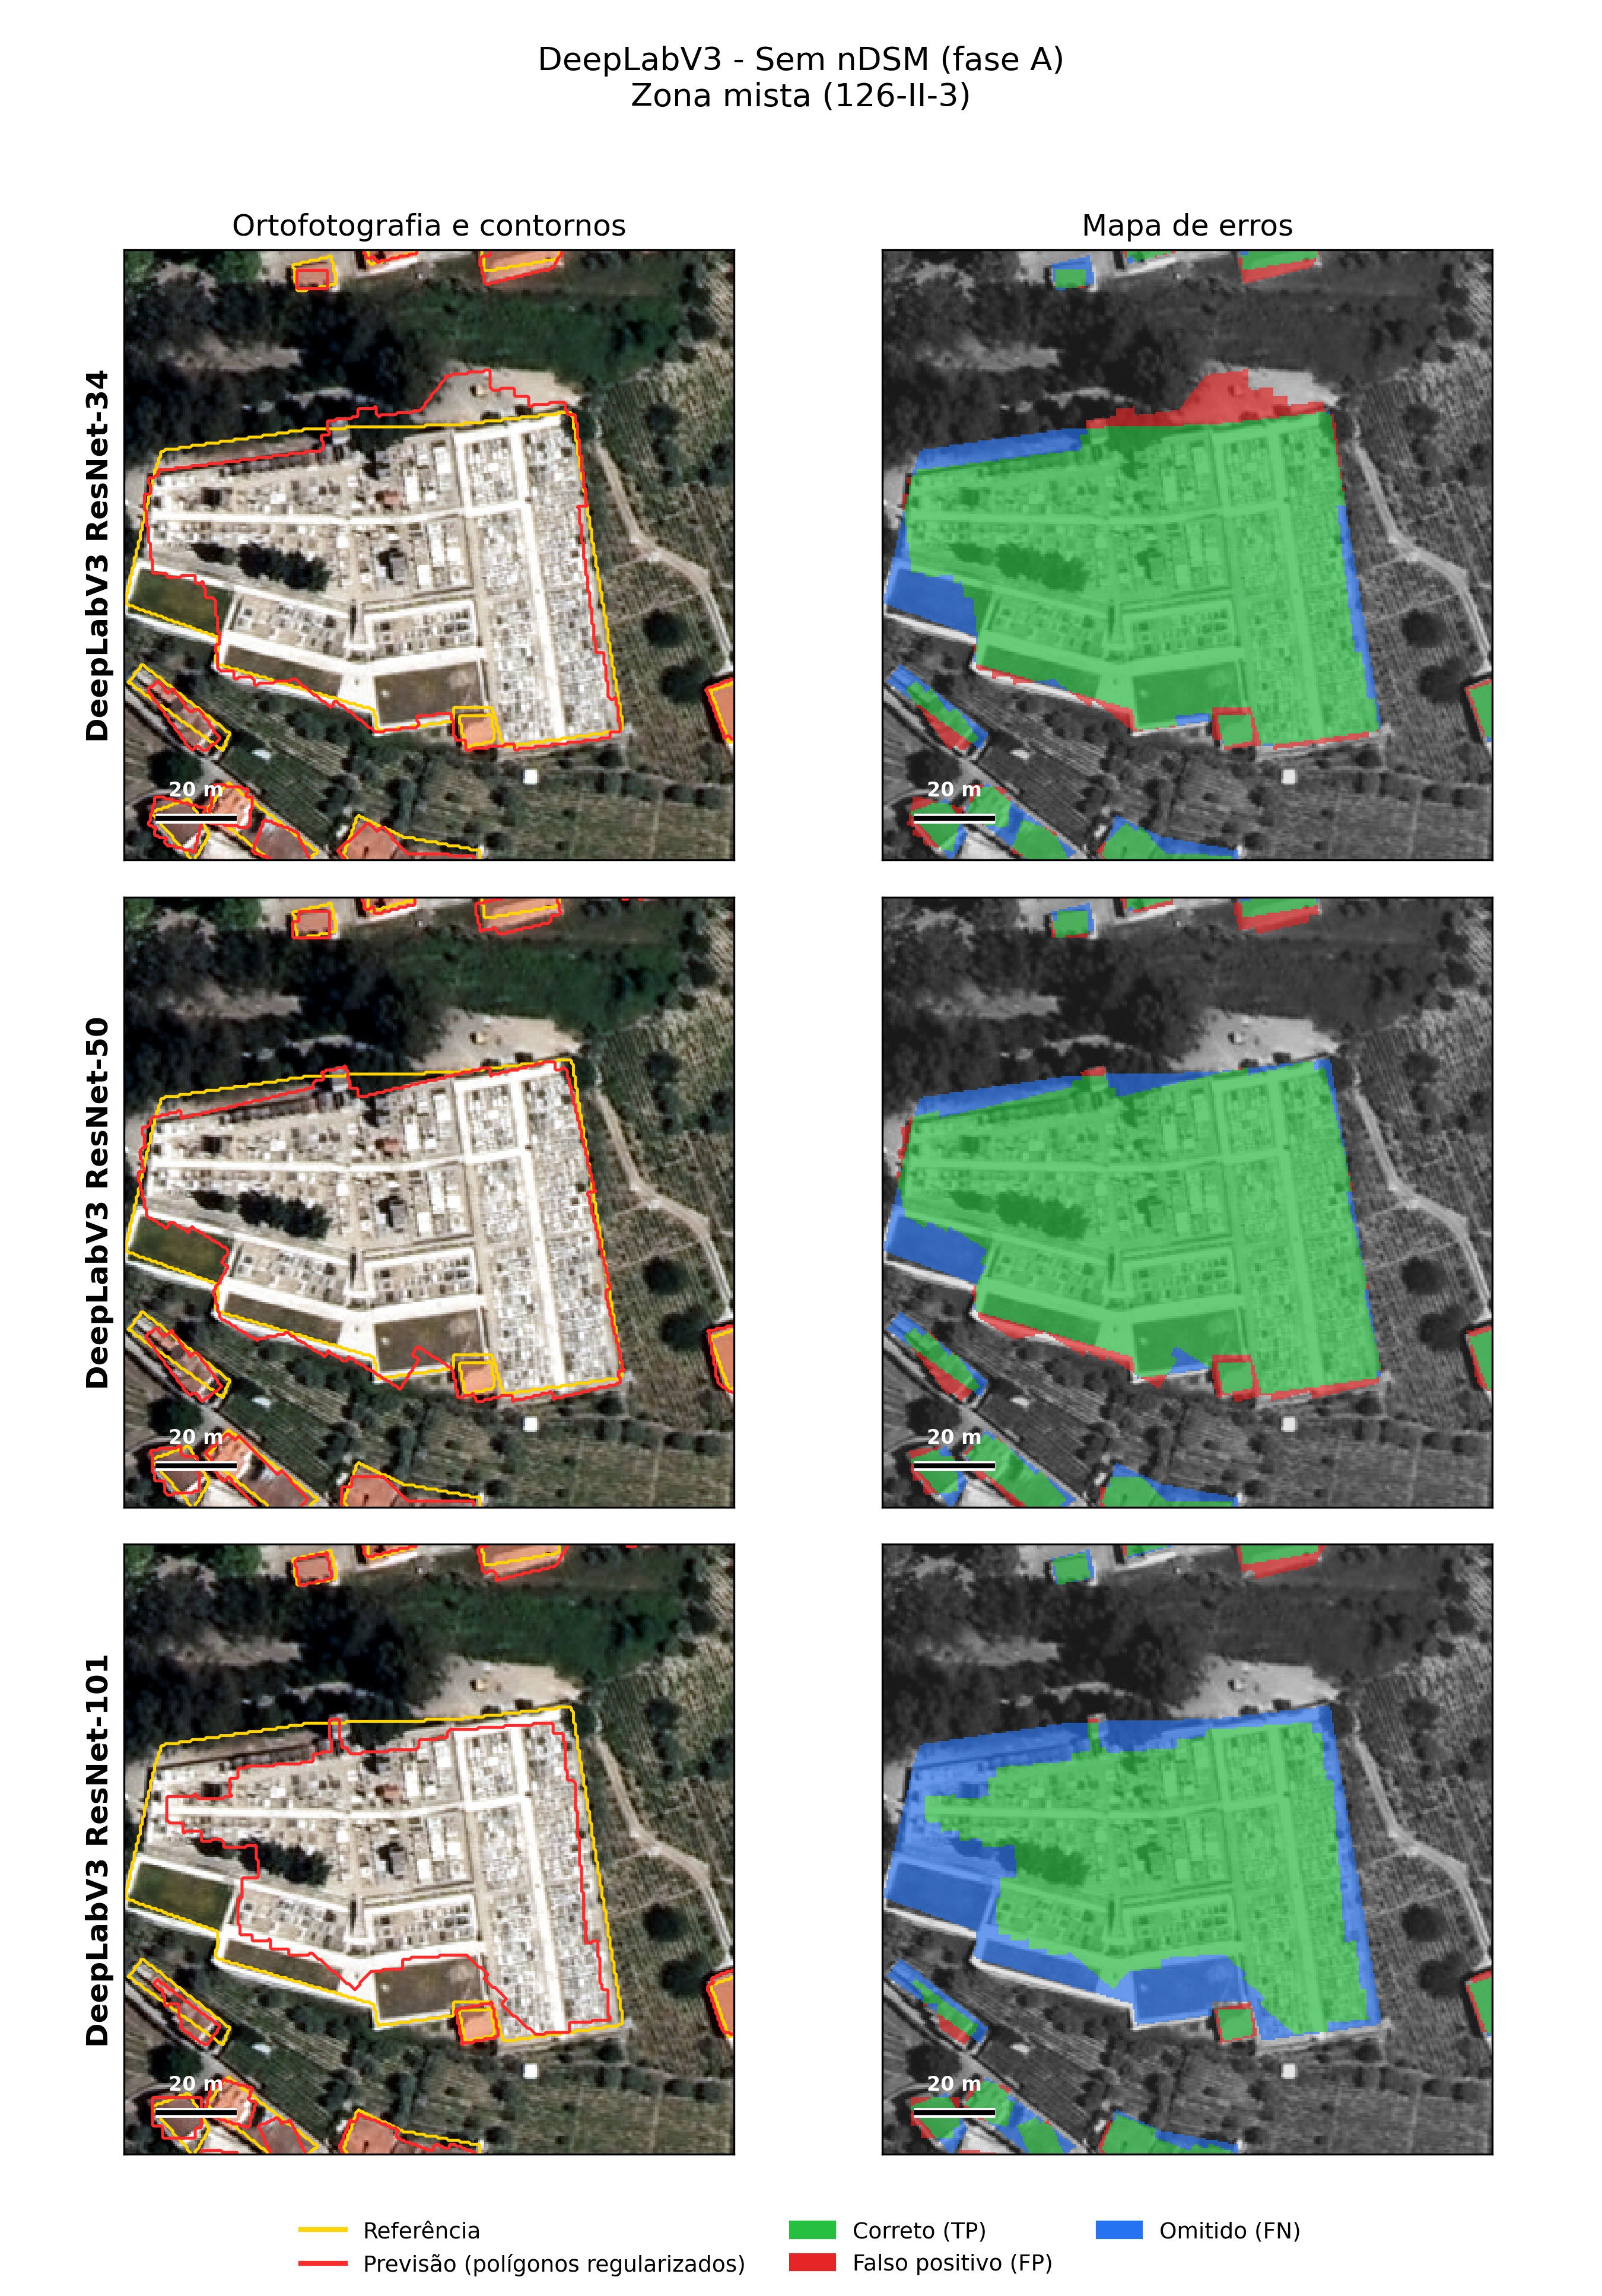 DeepLabV3 - Sem nDSM (fase A)
Zona mista (126-II-3)
Ortofotografia e contornos
Mapa de erros
DeepLabV3 ResNet-34
20 m
20 m
DeepLabV3 ResNet-50
20 m
20 m
DeepLabV3 ResNet-101
20 m
20 m
Referência
Previsão (polígonos regularizados)
Correto (TP)
Falso positivo (FP)
Omitido (FN)